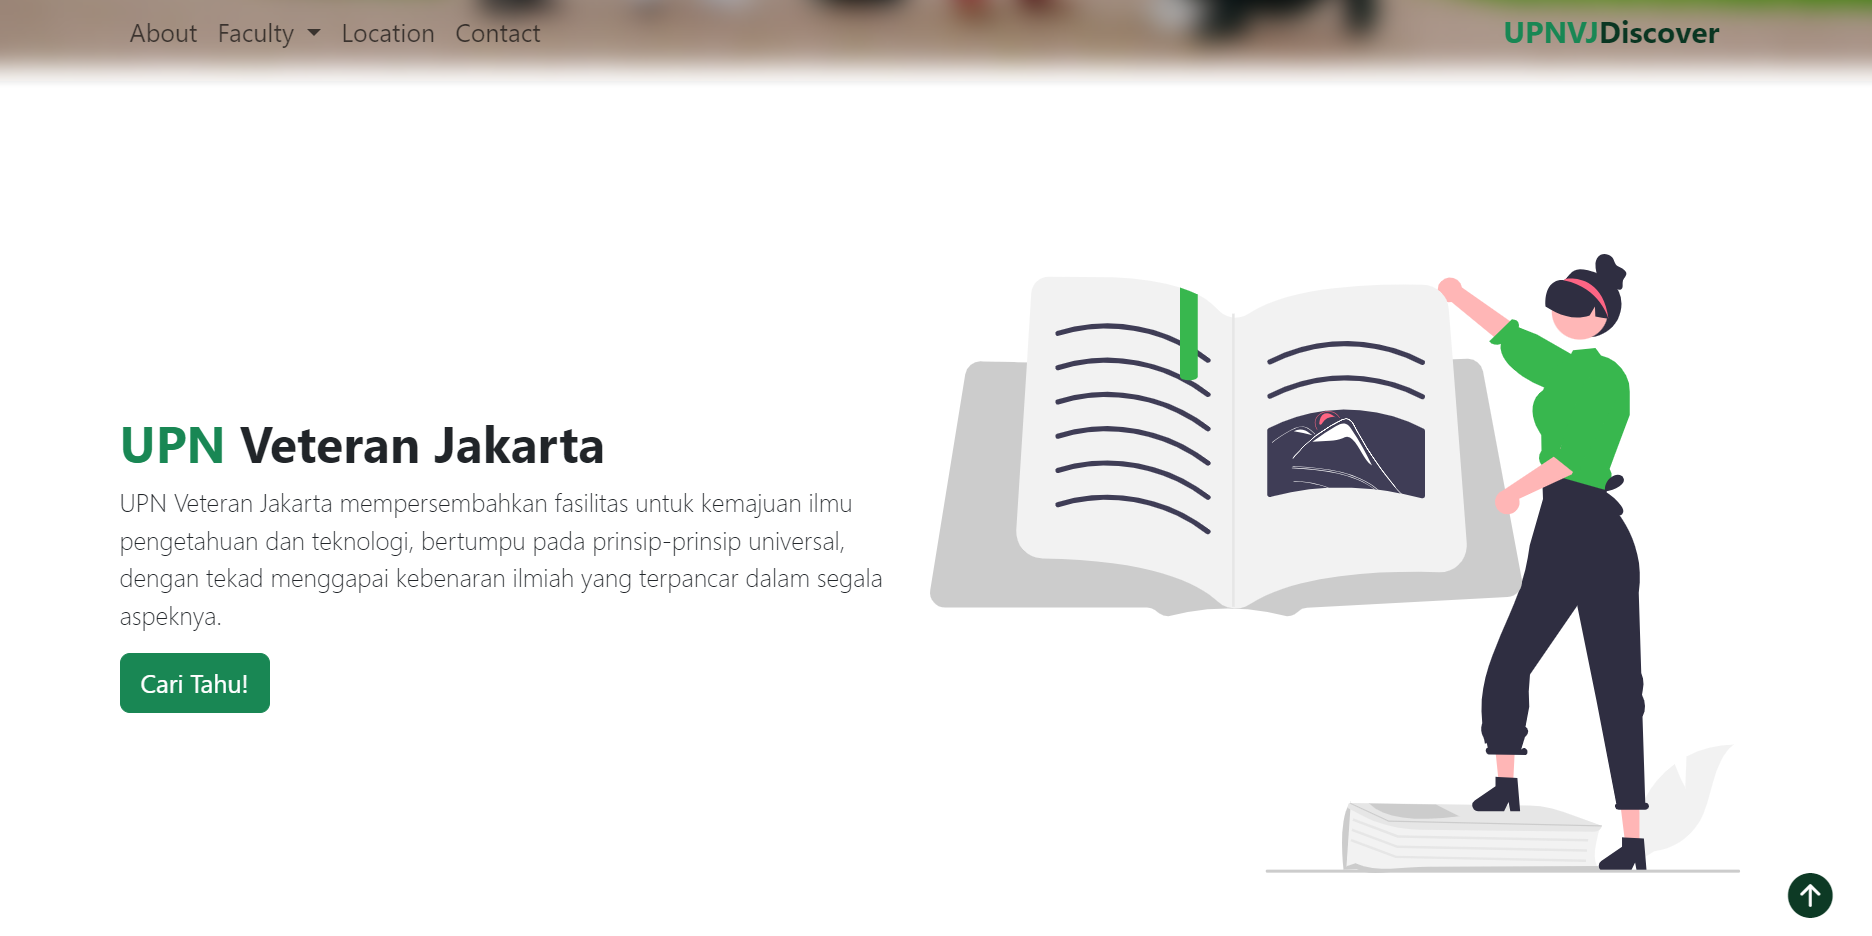 About Faculty Location Contact UPNVJDiscover
UPN Veteran Jakarta
UPN Veteran Jakarta mempersembahkan fasilitas untuk kemajuan ilmu
pengetahuan dan teknologi, bertumpu pada prinsip-prinsip universal,
dengan tekad menggapai kebenaran ilmiah yang terpancar dalam segala
aspeknya.
Cari Tahu!